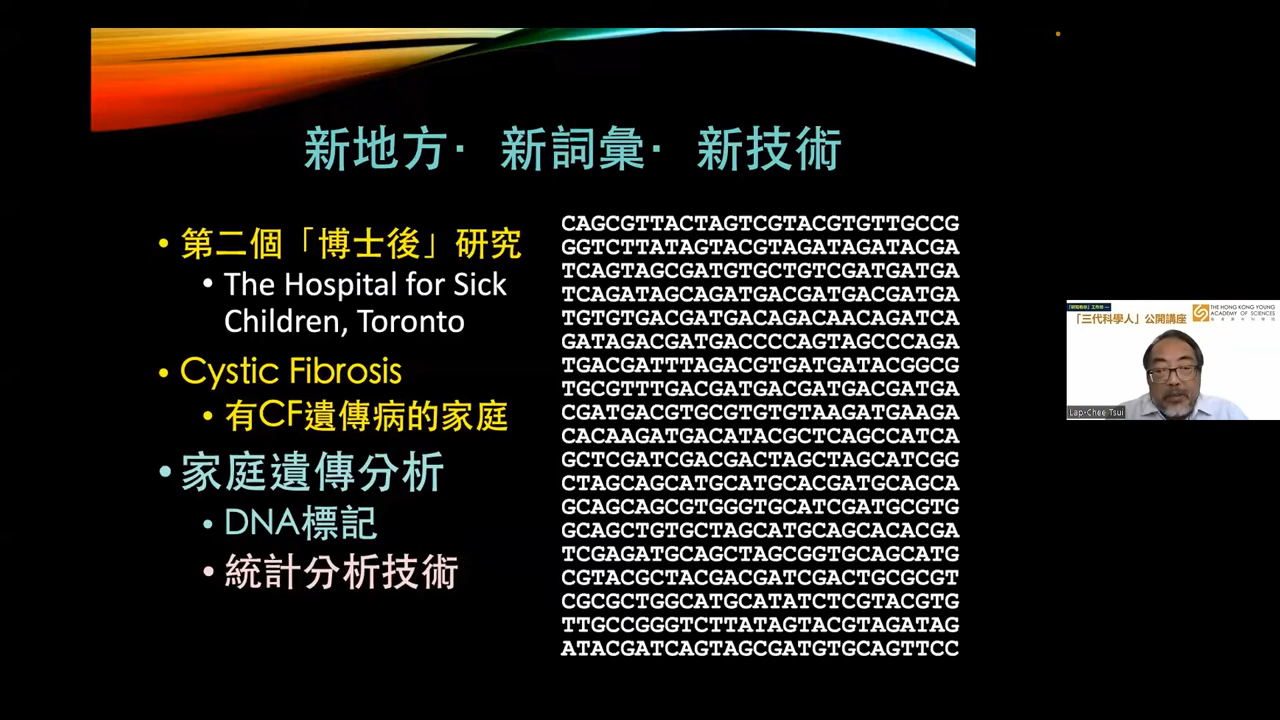 新地方· 新詞彙· 新技術
• 第二個「博士後」研究
• The Hospital for Sick
Children, Toronto
• Cystic Fibrosis
• 有CF遺傳病的家庭
• 家庭遺傳分析
• DNA標記
• 統計分析技術
CAGCGTTACTAGTCGTACGTGTTGCCG
GGTCTTATAGTACGTAGATAGATACGA
TCAGTAGCGATGTGCTGTCGATGATGA
TCAGATAGCAGATGACGATGACGATGA
TGTGTGACGATGACAGACAACAGATCA
GATAGACGATGACCCCAGTAGCCCAGA
TGACGATTTAGACGTGATGATACGGCG
TGCGTTTGACGATGACGATGACGATGA
CGATGACGTGCGTGTGTAAGATGAAGA
CACAAGATGACATACGCTCAGCCATCA
GCTCGATCGACGACTAGCTAGCATCGG
CTAGCAGCATGCATGCACGATGCAGCA
GCAGCAGCGTGGGTGCATCGATGCGTG
GCAGCTGTGCTAGCATGCAGCACACGA
TCGAGATGCAGCTAGCGGTGCAGCATG
CGTACGCTACGACGATCGACTGCGCGT
CGCGCTGGCATGCATATCTCGTACGTG
TTGCCGGGTCTTATAGTACGTAGATAG
ATACGATCAGTAGCGATGTGCAGTTCC
THE HONG KONG YOUNG
ACADEMY OF SCIENCES
「三代科學人」公開講座
Lap-Chee Tsui